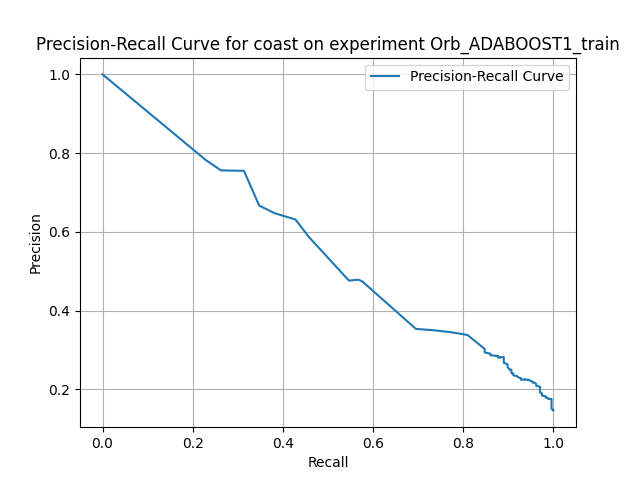 Precision-Recall Curve for coast on experiment Orb_ADABOOST1_train
Precision-Recall Curve
1.0
0.8
0.6
0.4
0.2
Precision
0.0 0.2 0.4 0.6 0.8 1.0
Recall